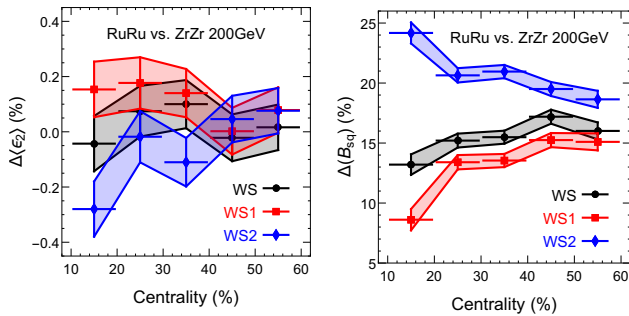 RuRu vs. ZrZr 200GeV
Δ⟨ϵ₂⟩ (%)
0.4
0.2
0.0
−0.2
−0.4
WS
WS1
WS2
10 20 30 40 50 60
Centrality (%)
RuRu vs. ZrZr 200GeV
Δ(B_sq) (%)
25
20
15
10
5
WS
WS1
WS2
10 20 30 40 50 60
Centrality (%)